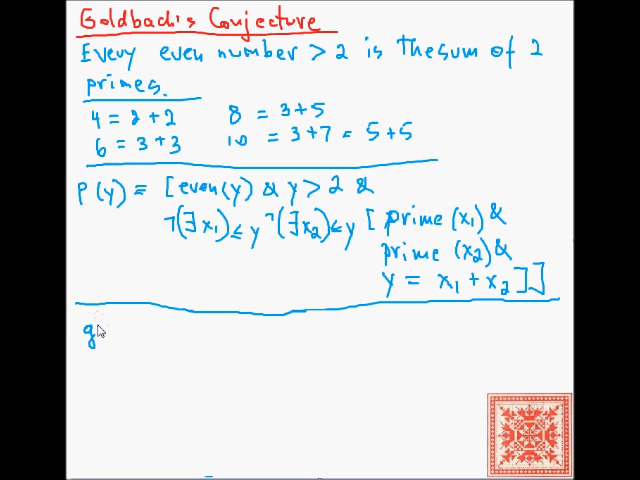 Goldbach's Conjecture
Every even number > 2 is the sum of 2
primes.
4 = 2 + 2 8 = 3 + 5
6 = 3 + 3 10 = 3 + 7 = 5 + 5
P(y) ≡ [even(y) & y > 2 &
¬(∃x₁)≤y ¬(∃x₂)≤y [prime(x₁) &
prime(x₂) &
y = x₁ + x₂]]
g